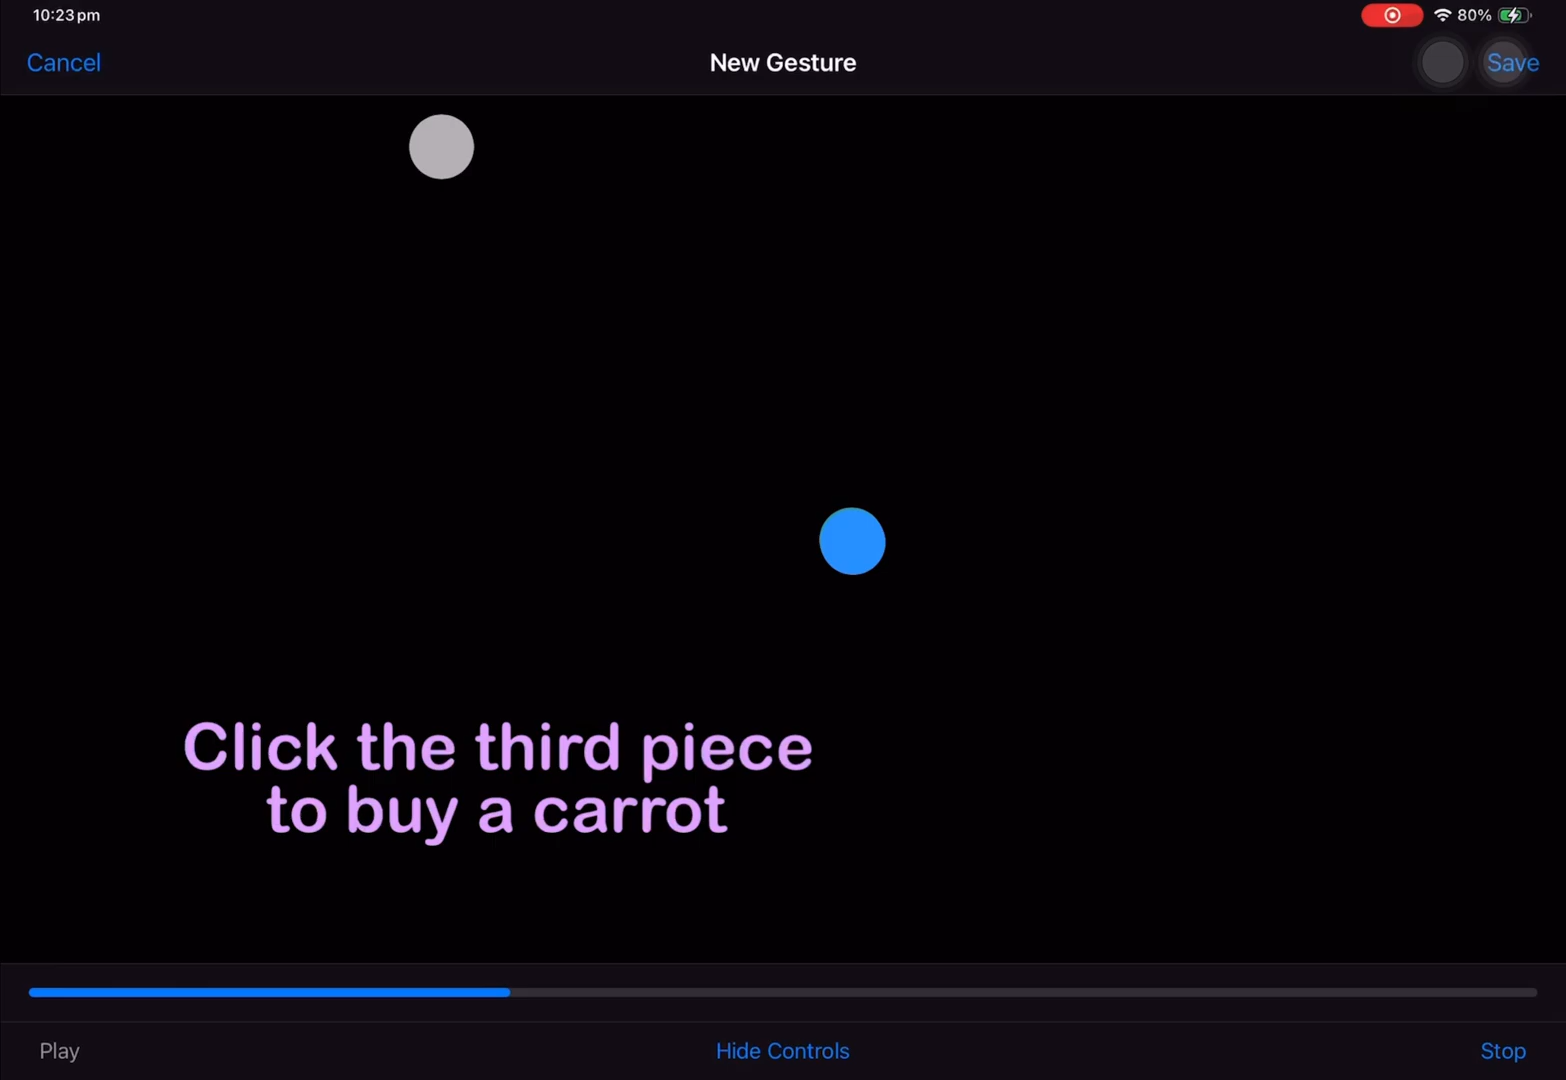 10:23 pm
80%
Cancel
New Gesture
Save
Click the third piece
to buy a carrot
Play
Hide Controls
Stop